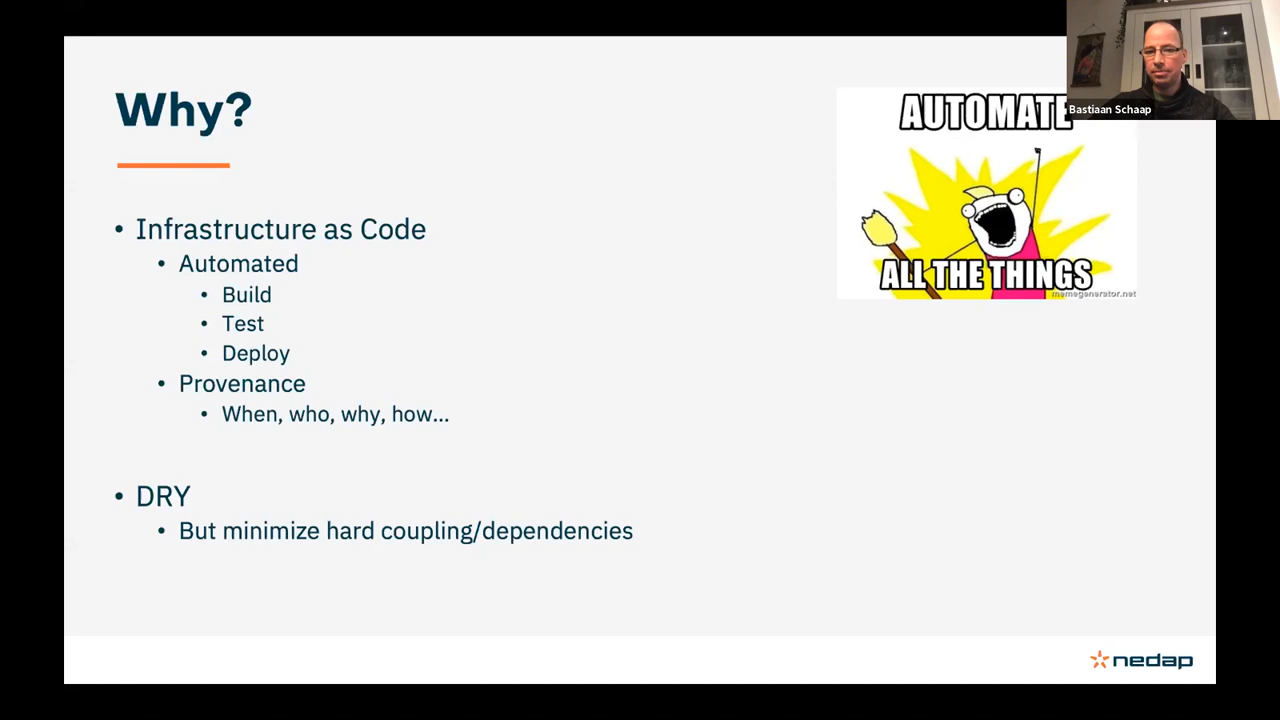 Why?
AUTOMATE
Bastiaan Schaap
ALL THE THINGS
memegenerator.net
• Infrastructure as Code
• Automated
• Build
• Test
• Deploy
• Provenance
• When, who, why, how...
• DRY
• But minimize hard coupling/dependencies
nedap